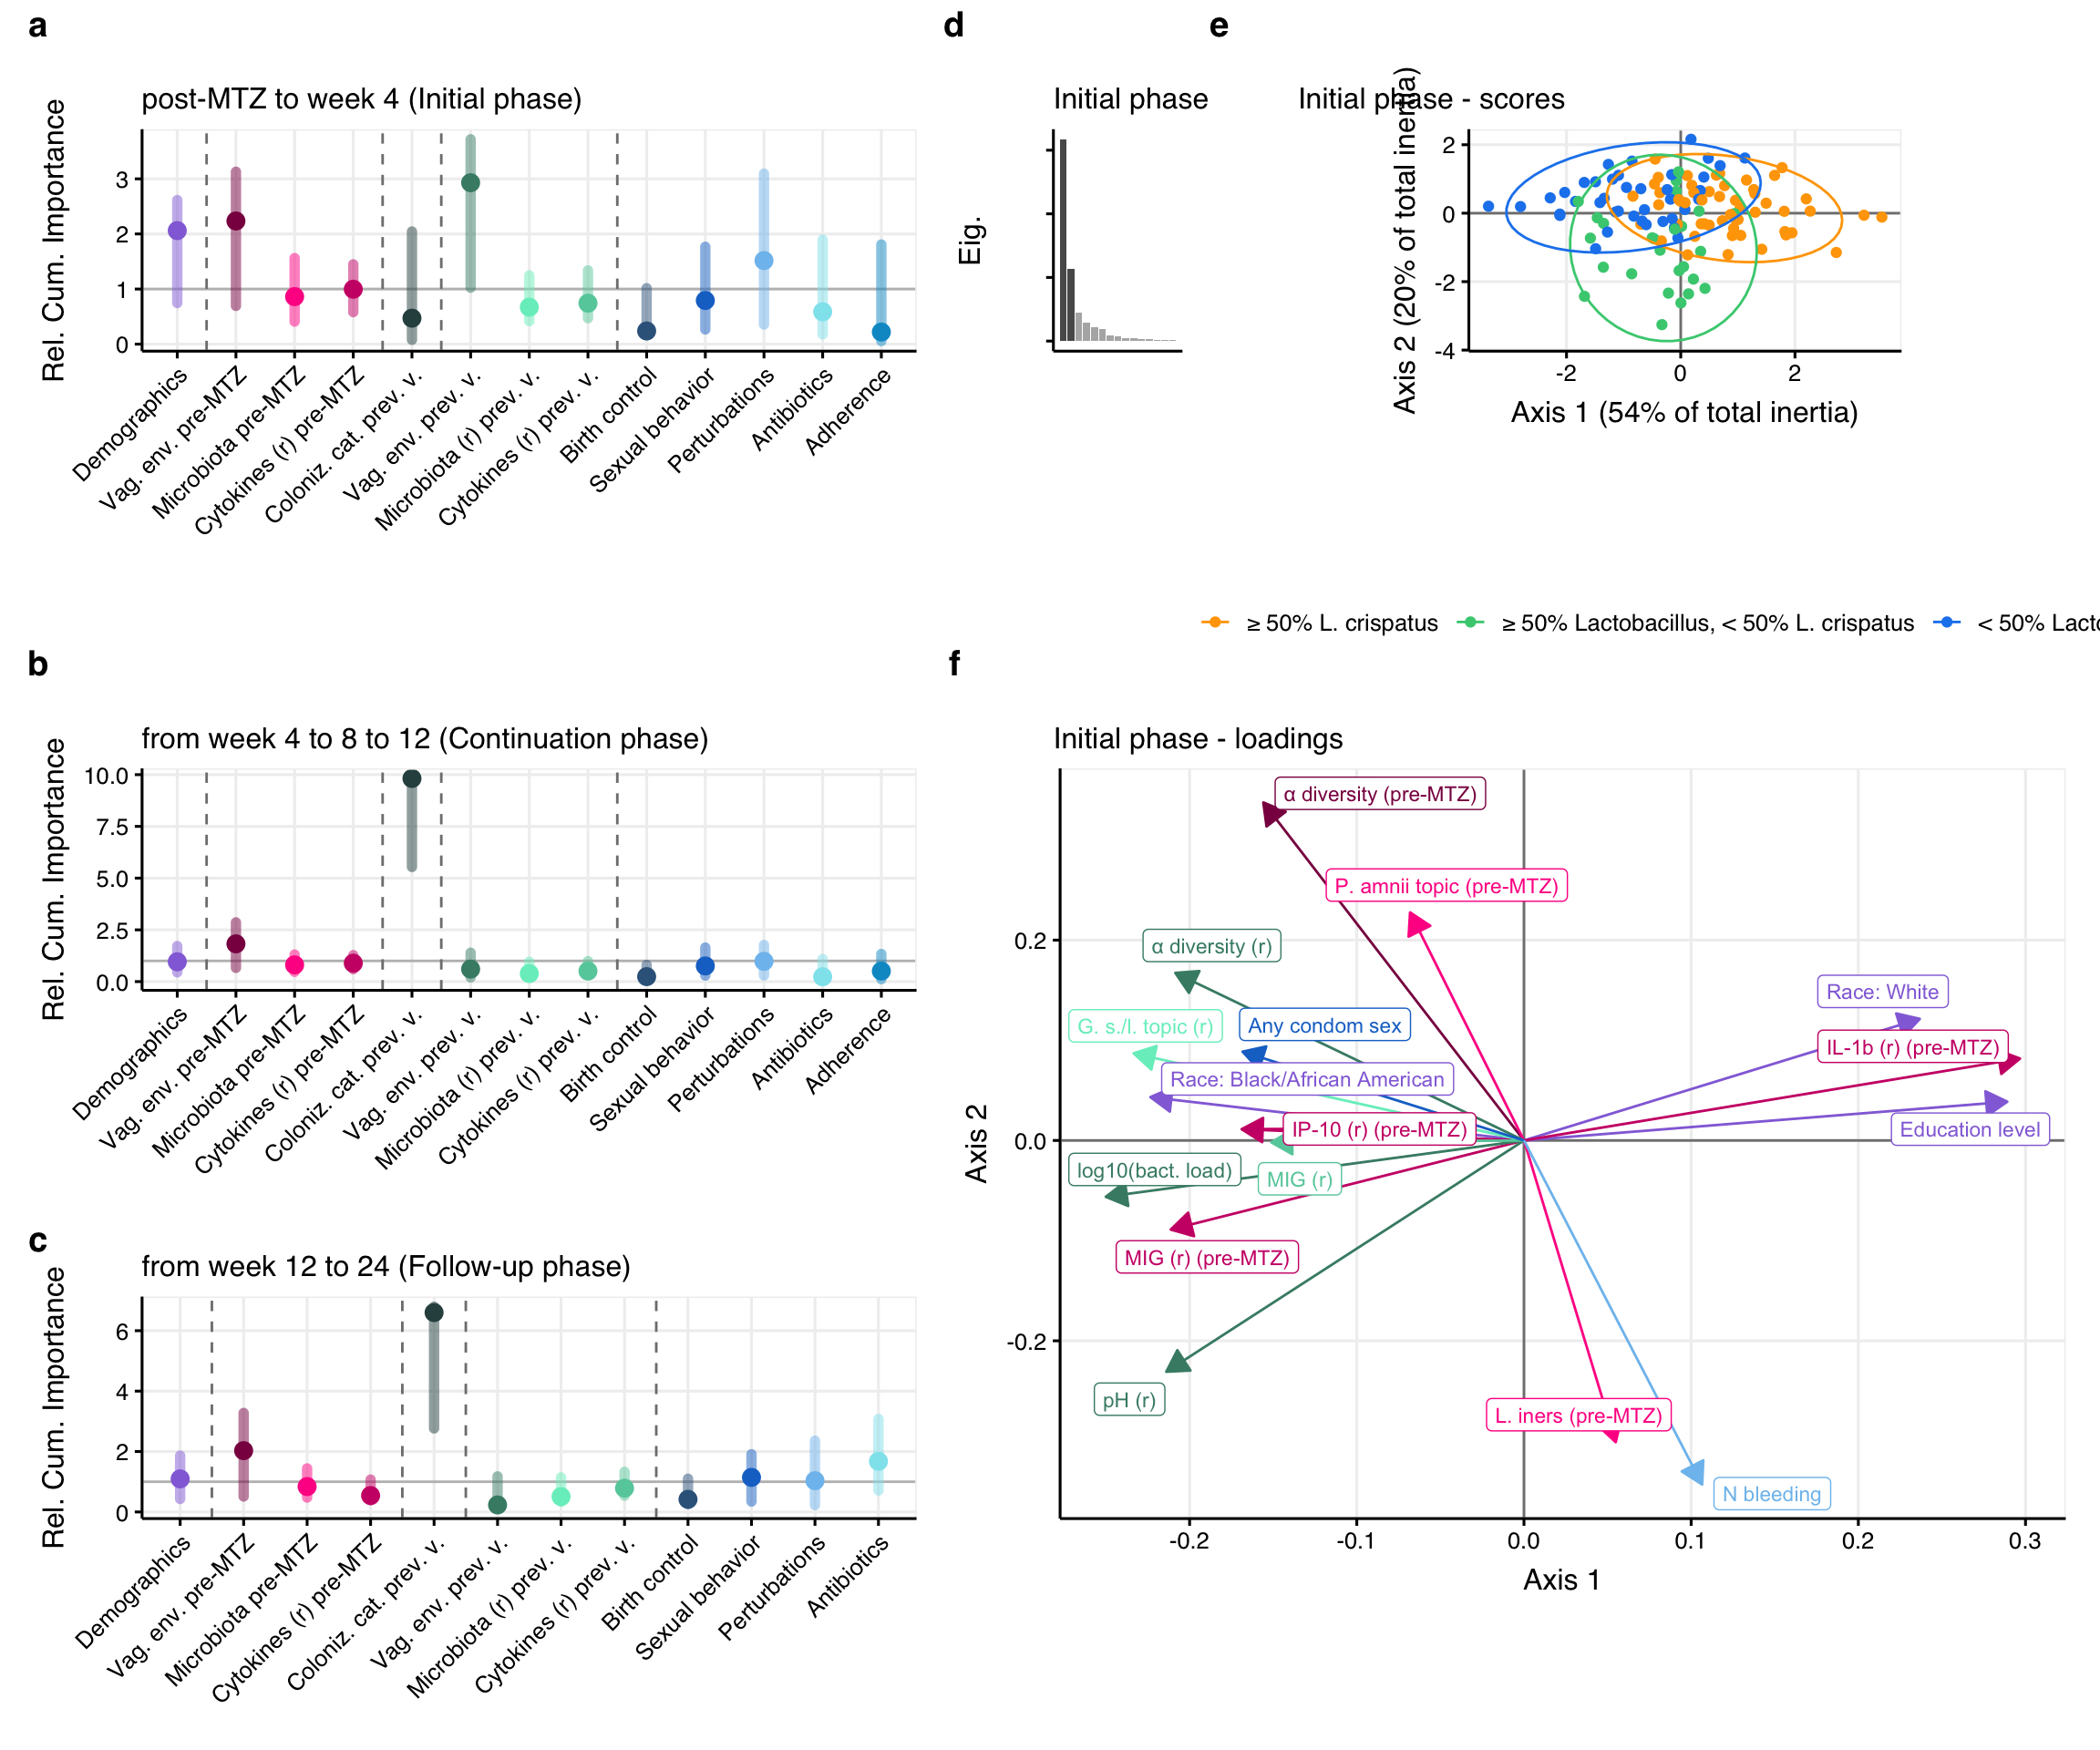 a
post-MTZ to week 4 (Initial phase)
Rel. Cum. Importance
3
2
1
0
Demographics
Vag. env. pre-MTZ
Microbiota pre-MTZ
Cytokines (r) pre-MTZ
Coloniz. cat. prev. v.
Vag. env. prev. v.
Microbiota (r) prev. v.
Cytokines (r) prev. v.
Birth control
Sexual behavior
Perturbations
Antibiotics
Adherence
b
from week 4 to 8 to 12 (Continuation phase)
Rel. Cum. Importance
10.0
7.5
5.0
2.5
0.0
Demographics
Vag. env. pre-MTZ
Microbiota pre-MTZ
Cytokines (r) pre-MTZ
Coloniz. cat. prev. v.
Vag. env. prev. v.
Microbiota (r) prev. v.
Cytokines (r) prev. v.
Birth control
Sexual behavior
Perturbations
Antibiotics
Adherence
c
from week 12 to 24 (Follow-up phase)
Rel. Cum. Importance
6
4
2
0
Demographics
Vag. env. pre-MTZ
Microbiota pre-MTZ
Cytokines (r) pre-MTZ
Coloniz. cat. prev. v.
Vag. env. prev. v.
Microbiota (r) prev. v.
Cytokines (r) prev. v.
Birth control
Sexual behavior
Perturbations
Antibiotics
d
Initial phase
Eig.
e
Initial phase - scores
Axis 2 (20% of total inertia)
2
0
-2
-4
-2
0
2
Axis 1 (54% of total inertia)
≥ 50% L. crispatus
≥ 50% Lactobacillus, < 50% L. crispatus
< 50% Lacto
f
Initial phase - loadings
α diversity (pre-MTZ)
P. amnii topic (pre-MTZ)
α diversity (r)
Race: White
G. s./l. topic (r)
Any condom sex
IL-1b (r) (pre-MTZ)
Race: Black/African American
IP-10 (r) (pre-MTZ)
Education level
log10(bact. load)
MIG (r)
MIG (r) (pre-MTZ)
pH (r)
L. iners (pre-MTZ)
N bleeding
Axis 2
0.2
0.0
-0.2
-0.2
-0.1
0.0
0.1
0.2
0.3
Axis 1